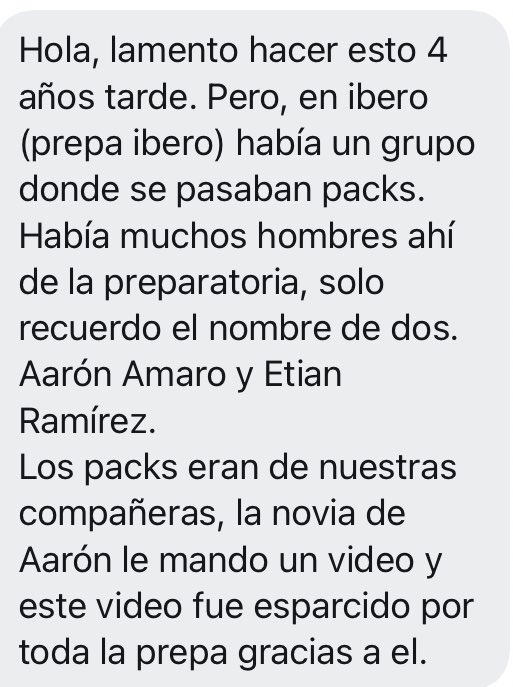 Hola, lamento hacer esto 4
años tarde. Pero, en ibero
(prepa ibero) había un grupo
donde se pasaban packs.
Había muchos hombres ahí
de la preparatoria, solo
recuerdo el nombre de dos.
Aarón Amaro y Etian
Ramírez.
Los packs eran de nuestras
compañeras, la novia de
Aarón le mando un video y
este video fue esparcido por
toda la prepa gracias a el.